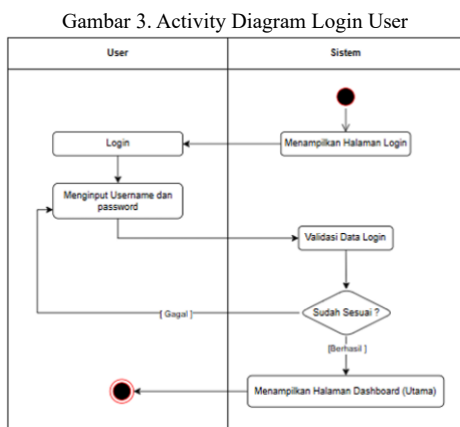 Gambar 3. Activity Diagram Login User
User
Sistem
Login
Menampilkan Halaman Login
Menginput Username dan
password
Validasi Data Login
Sudah Sesuai ?
[ Gagal ]
[Berhasil ]
Menampilkan Halaman Dashboard (Utama)